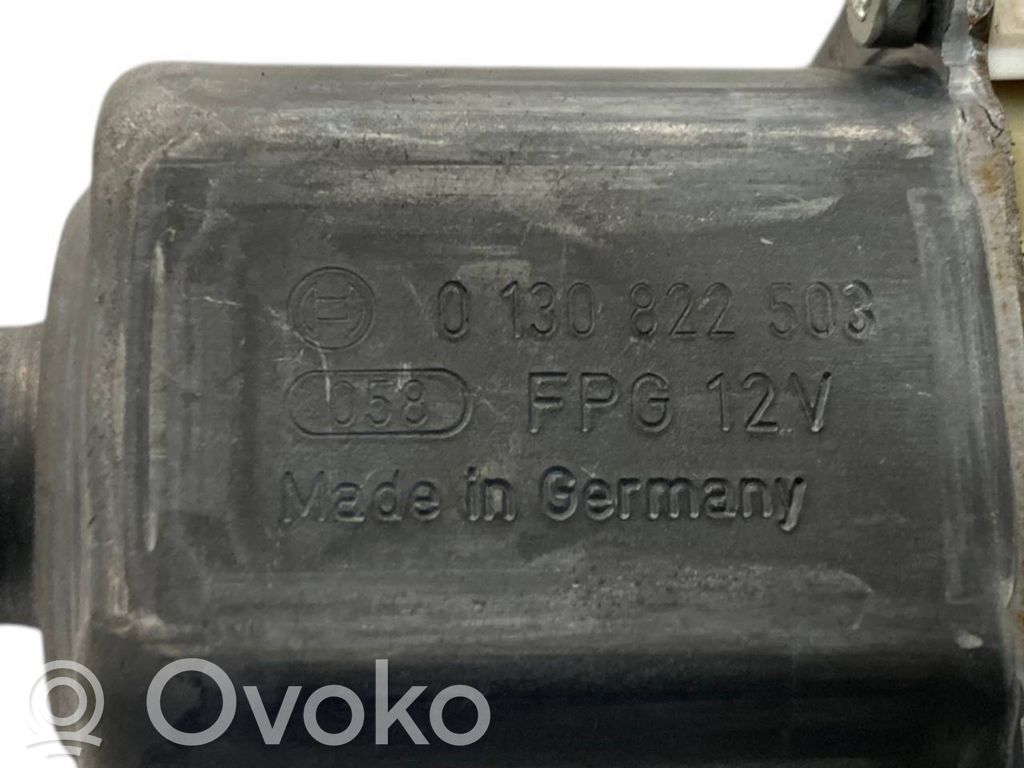 0 130 822 503
058 FPG 12V
Made in Germany
Ovoko